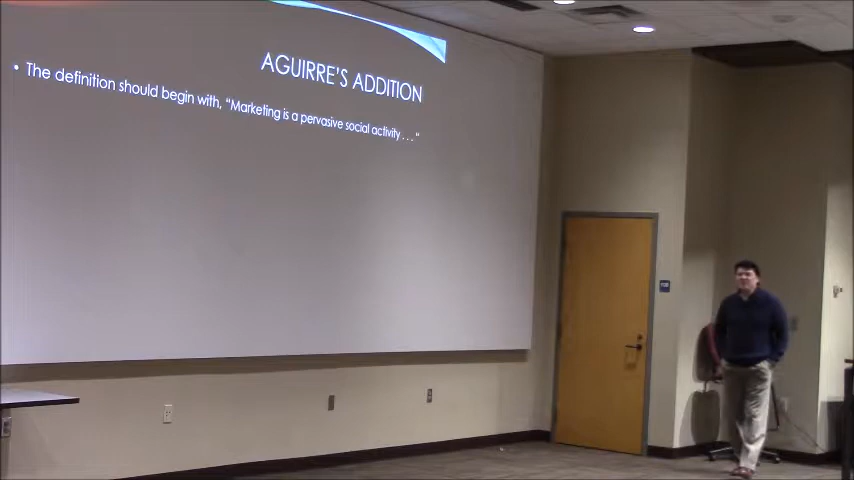 AGUIRRE'S ADDITION
• The definition should begin with, "Marketing is a pervasive social activity . . . "